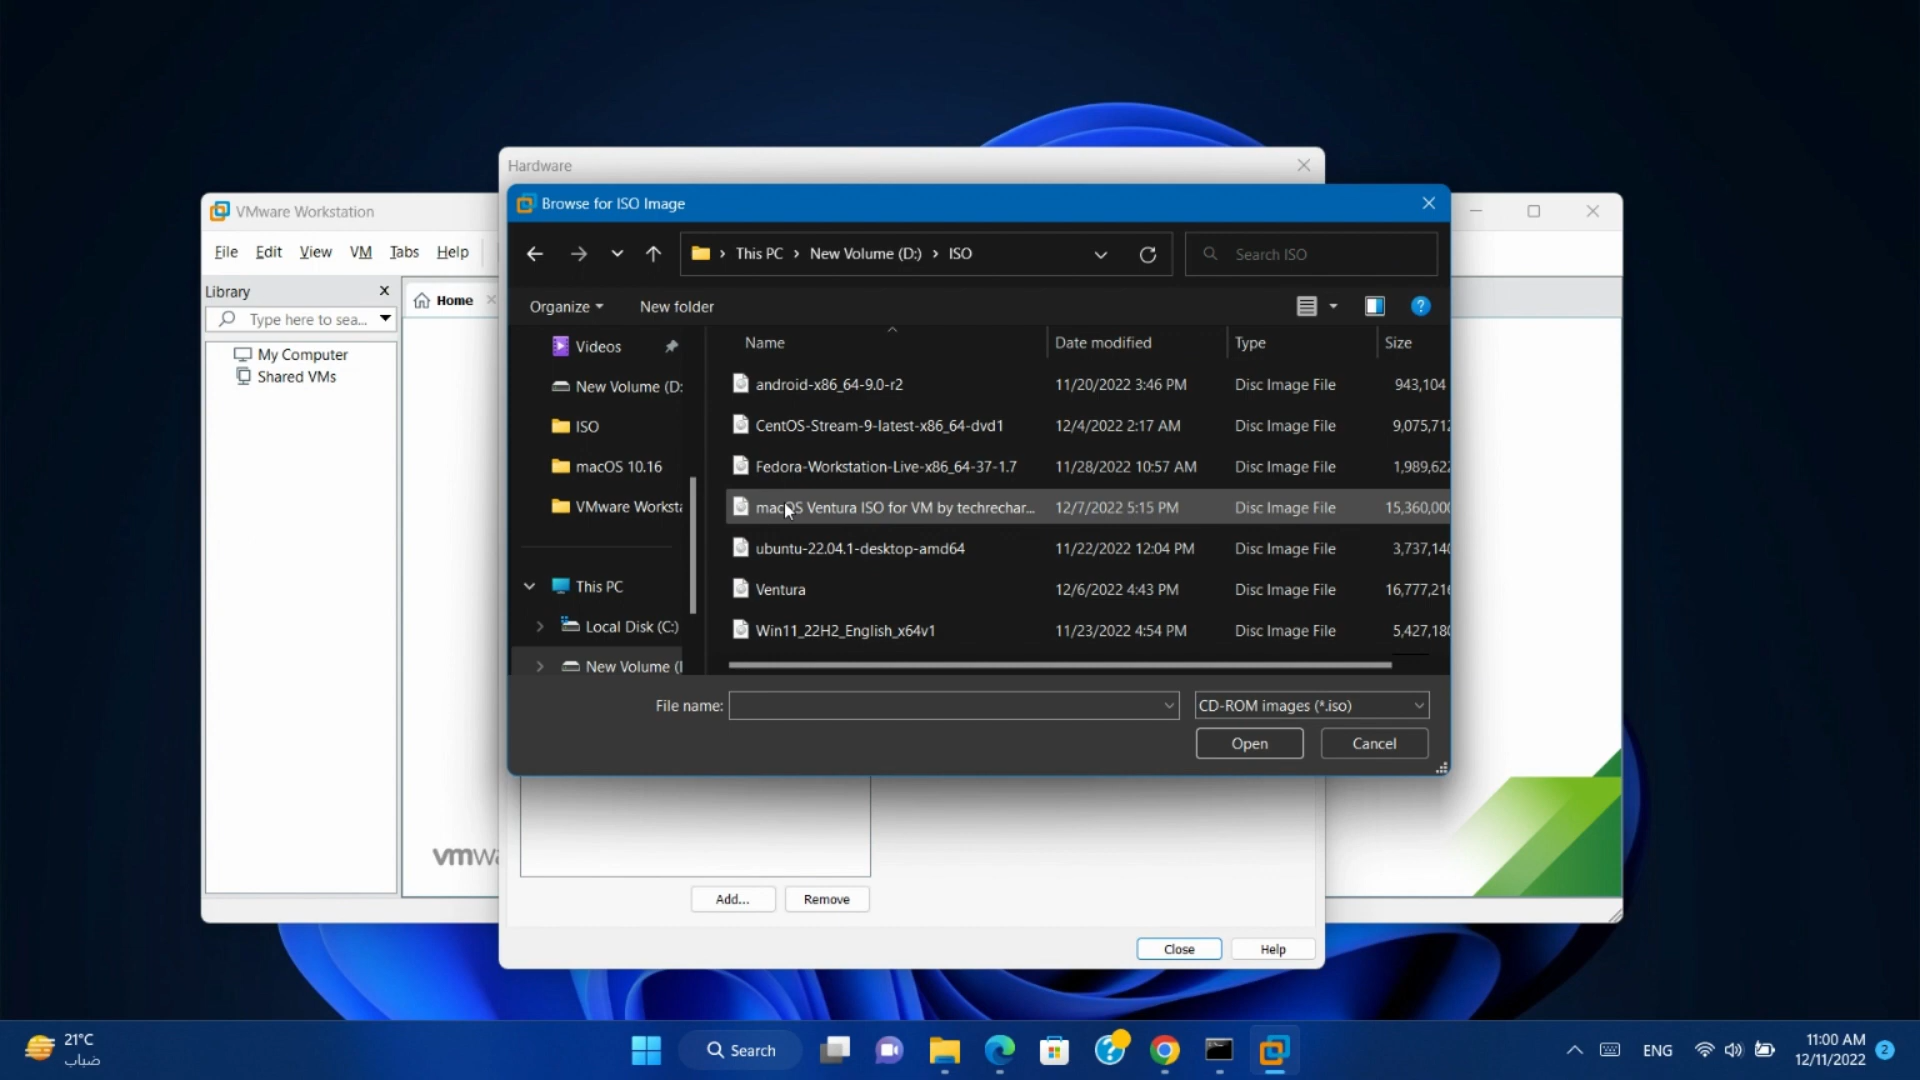 Hardware
VMware Workstation
File Edit View VM Tabs Help
Library
Type here to sea...
My Computer
Shared VMs
Home
Browse for ISO Image
This PC New Volume (D:) ISO
Search ISO
Organize New folder
Videos
New Volume (D:
ISO
macOS 10.16
VMware Worksta
This PC
Local Disk (C:)
New Volume (
Name Date modified Type Size
android-x86_64-9.0-r2 11/20/2022 3:46 PM Disc Image File 943,104
CentOS-Stream-9-latest-x86_64-dvd1 12/4/2022 2:17 AM Disc Image File 9,075,712
Fedora-Workstation-Live-x86_64-37-1.7 11/28/2022 10:57 AM Disc Image File 1,989,622
macOS Ventura ISO for VM by techrechar... 12/7/2022 5:15 PM Disc Image File 15,360,000
ubuntu-22.04.1-desktop-amd64 11/22/2022 12:04 PM Disc Image File 3,737,140
Ventura 12/6/2022 4:43 PM Disc Image File 16,777,216
Win11_22H2_English_x64v1 11/23/2022 4:54 PM Disc Image File 5,427,180
File name:
CD-ROM images (*.iso)
Open Cancel
vmwa
Add... Remove
Close Help
21°C
ضباب
Search
ENG
11:00 AM
12/11/2022
2